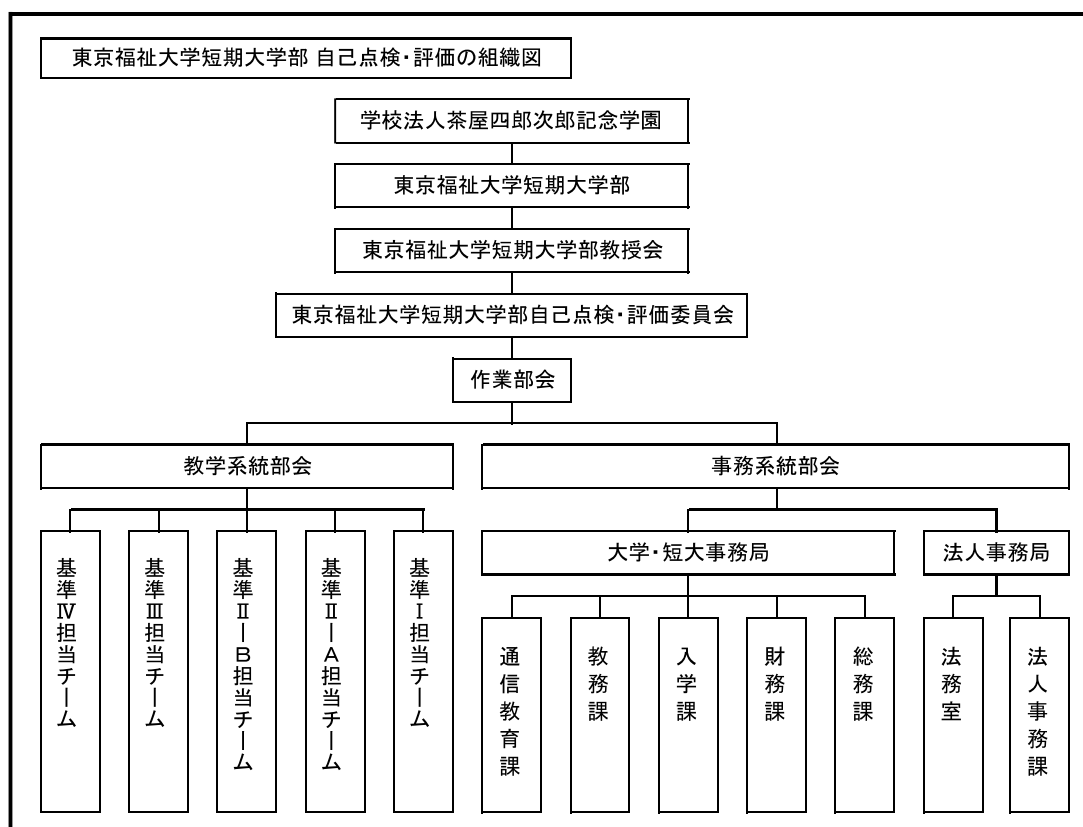 東京福祉大学短期大学部 自己点検・評価の組織図
学校法人茶屋四郎次郎記念学園
東京福祉大学短期大学部
東京福祉大学短期大学部教授会
東京福祉大学短期大学部自己点検・評価委員会
作業部会
教学系統部会
事務系統部会
大学・短大事務局
法人事務局
基準Ⅳ担当チーム
基準Ⅲ担当チーム
基準Ⅱ―B担当チーム
基準Ⅱ―A担当チーム
基準Ⅰ担当チーム
通信教育課
教務課
入学課
財務課
総務課
法務室
法人事務課